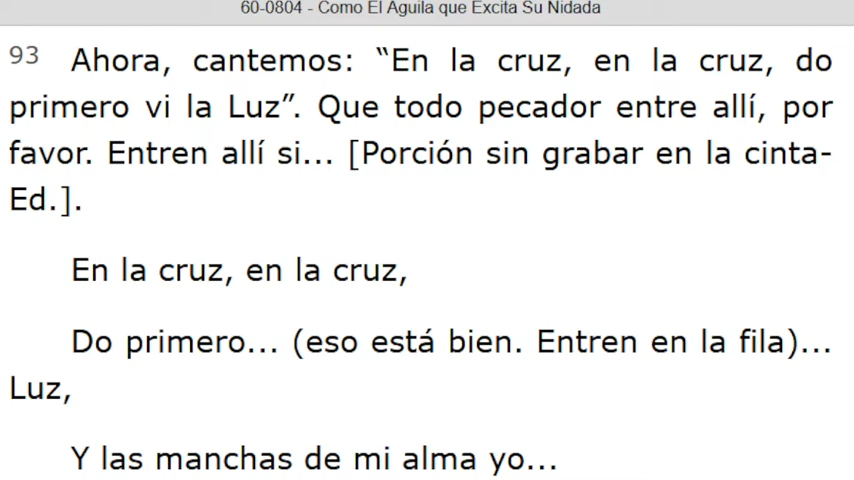 60-0804 - Como El Aguila que Excita Su Nidada
93 Ahora, cantemos: “En la cruz, en la cruz, do
primero vi la Luz”. Que todo pecador entre allí, por
favor. Entren allí si... [Porción sin grabar en la cinta-
Ed.].
En la cruz, en la cruz,
Do primero... (eso está bien. Entren en la fila)...
Luz,
Y las manchas de mi alma yo...